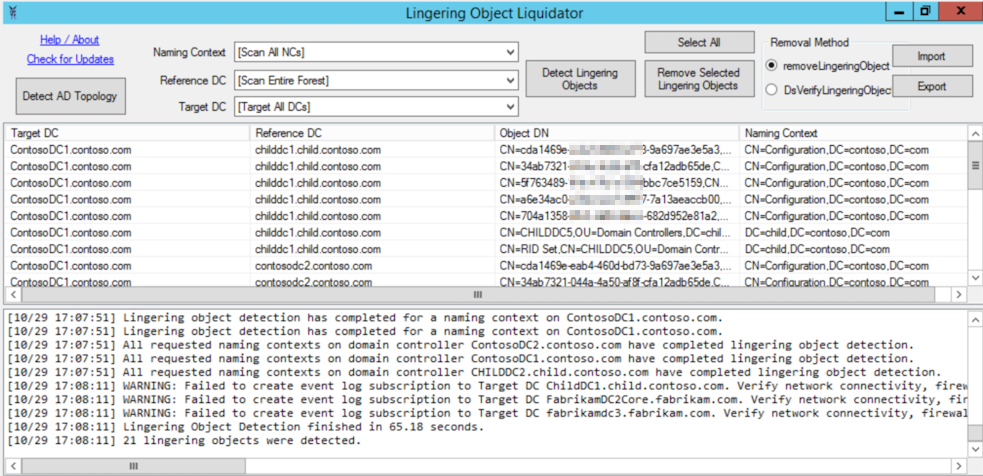 Lingering Object Liquidator
Help / About
Check for Updates
Detect AD Topology
Naming Context [Scan All NCs]
Reference DC [Scan Entire Forest]
Target DC [Target All DCs]
Detect Lingering Objects
Select All
Remove Selected Lingering Objects
Removal Method
removeLingeringObject
DsVerifyLingeringObjec
Import
Export
Target DC Reference DC Object DN Naming Context
ContosoDC1.contoso.com childdc1.child.contoso.com CN=cda1469e- 3-9a697ae3e5a3,... CN=Configuration,DC=contoso,DC=com
ContosoDC1.contoso.com childdc1.child.contoso.com CN=34ab7321- cfa12adb65de,C... CN=Configuration,DC=contoso,DC=com
ContosoDC1.contoso.com childdc1.child.contoso.com CN=5f763489- bbc7ce5159,CN... CN=Configuration,DC=contoso,DC=com
ContosoDC1.contoso.com childdc1.child.contoso.com CN=a6e34ac0- 7-7a13aeaccb00,... CN=Configuration,DC=contoso,DC=com
ContosoDC1.contoso.com childdc1.child.contoso.com CN=704a1358- -682d952e81a2,... CN=Configuration,DC=contoso,DC=com
ContosoDC1.contoso.com childdc1.child.contoso.com CN=CHILDDC5,OU=Domain Controllers,DC=chil... DC=child,DC=contoso,DC=com
ContosoDC1.contoso.com childdc1.child.contoso.com CN=RID Set,CN=CHILDDC5,OU=Domain Contr... DC=child,DC=contoso,DC=com
ContosoDC1.contoso.com contosodc2.contoso.com CN=cda1469e-eab4-460d-bd73-9a697ae3e5a3,... CN=Configuration,DC=contoso,DC=com
ContosoDC1.contoso.com contosodc2.contoso.com CN=34ab7321-044a-4a50-af8f-cfa12adb65de,C... CN=Configuration,DC=contoso,DC=com
[10/29 17:07:51] Lingering object detection has completed for a naming context on ContosoDC1.contoso.com.
[10/29 17:07:51] Lingering object detection has completed for a naming context on ContosoDC1.contoso.com.
[10/29 17:07:51] All requested naming contexts on domain controller ContosoDC2.contoso.com have completed lingering object detection.
[10/29 17:07:51] All requested naming contexts on domain controller ContosoDC1.contoso.com have completed lingering object detection.
[10/29 17:07:51] All requested naming contexts on domain controller CHILDDC2.child.contoso.com have completed lingering object detection.
[10/29 17:08:11] WARNING: Failed to create event log subscription to Target DC ChildDC1.child.contoso.com. Verify network connectivity, firew
[10/29 17:08:11] WARNING: Failed to create event log subscription to Target DC FabrikamDC2Core.fabrikam.com. Verify network connectivity, fir
[10/29 17:08:11] WARNING: Failed to create event log subscription to Target DC fabrikamdc3.fabrikam.com. Verify network connectivity, firewal
[10/29 17:08:11] Lingering Object Detection finished in 65.18 seconds.
[10/29 17:08:11] 21 lingering objects were detected.